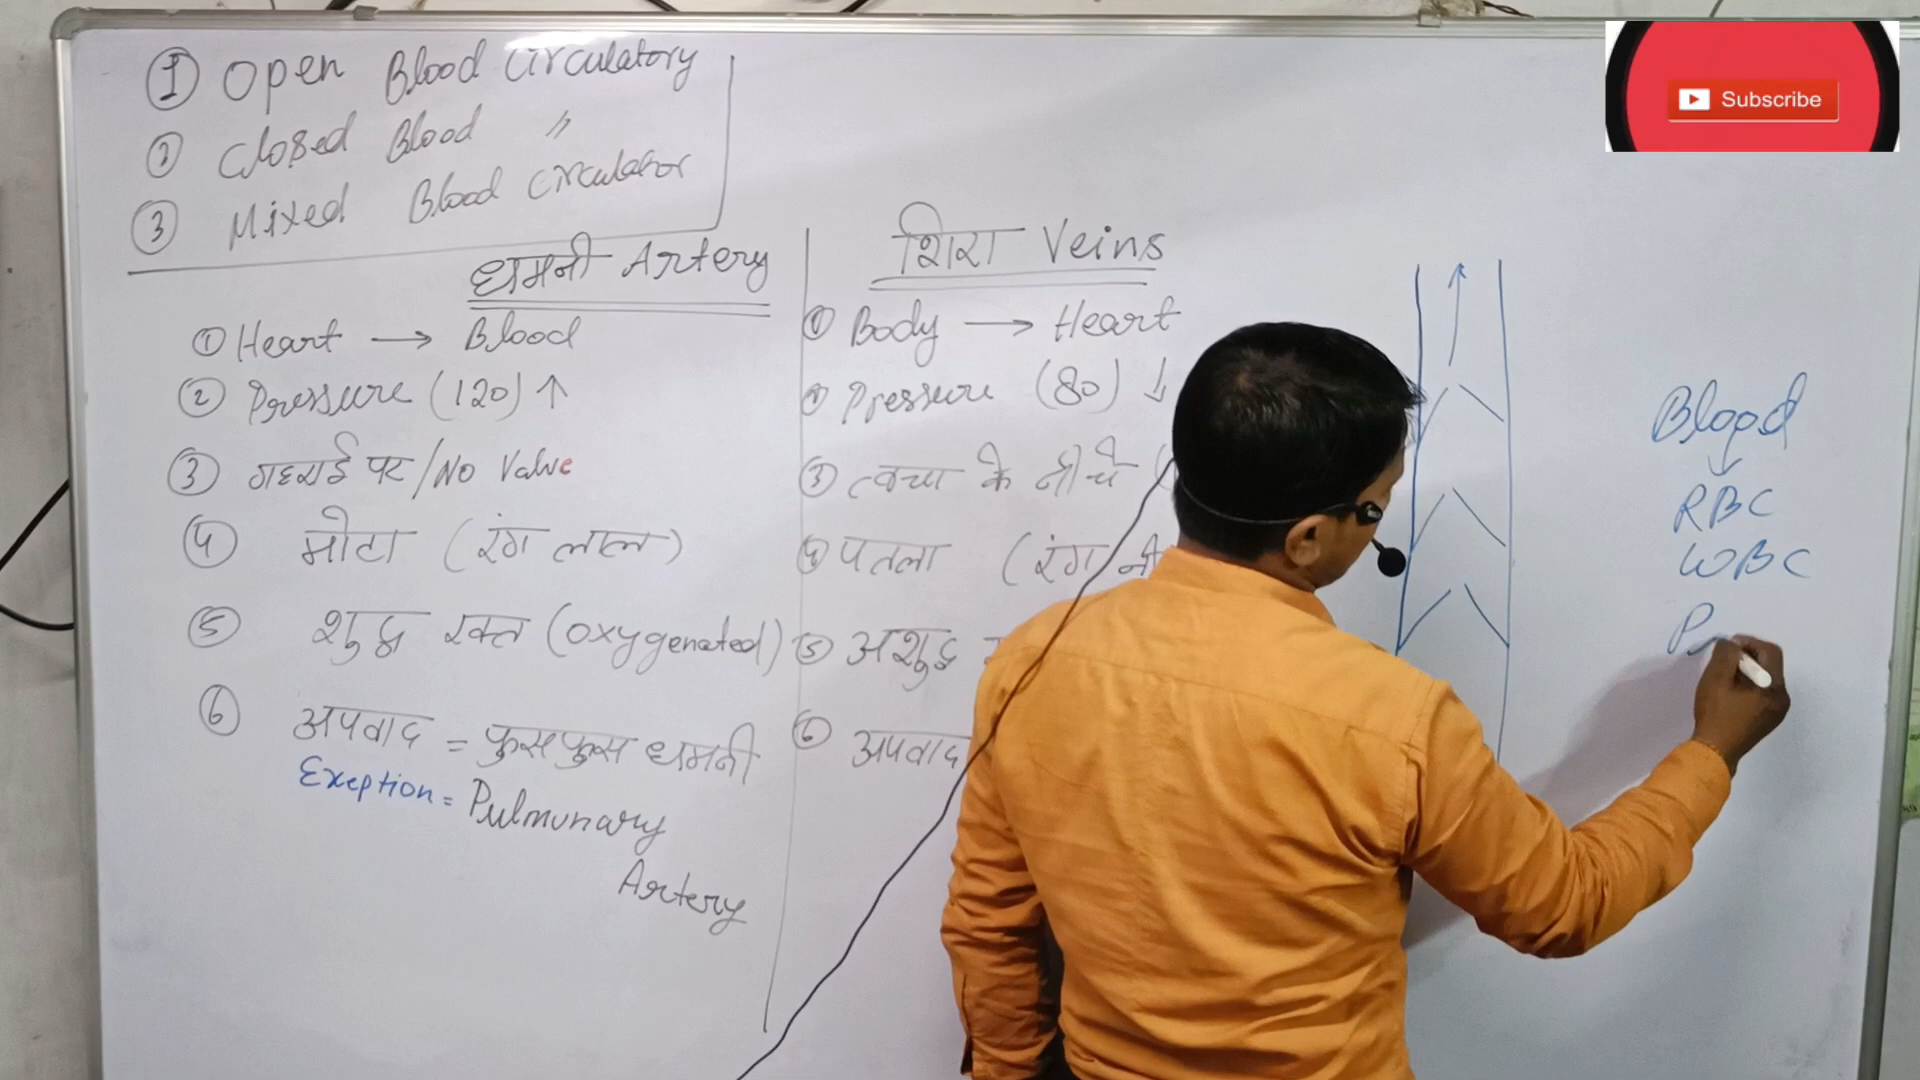 ① Open Blood Circulatory
② Closed Blood "
③ Mixed Blood Circulator
धमनी Artery
① Heart → Blood
② Pressure (120) ↑
③ गहराई पर / No Valve
④ मोटा (रंग लाल)
⑤ शुद्ध रक्त (oxygenated)
⑥ अपवाद = फुसफुस धमनी
Exeption = Pulmunary
Artery
शिरा Veins
① Body → Heart
② Pressure (80) ↓
③ त्वचा के नीचे (
④ पतला (रंग नी
⑤ अशुद्ध
⑥ अपवाद
Blood
↓
RBC
WBC
P
Subscribe